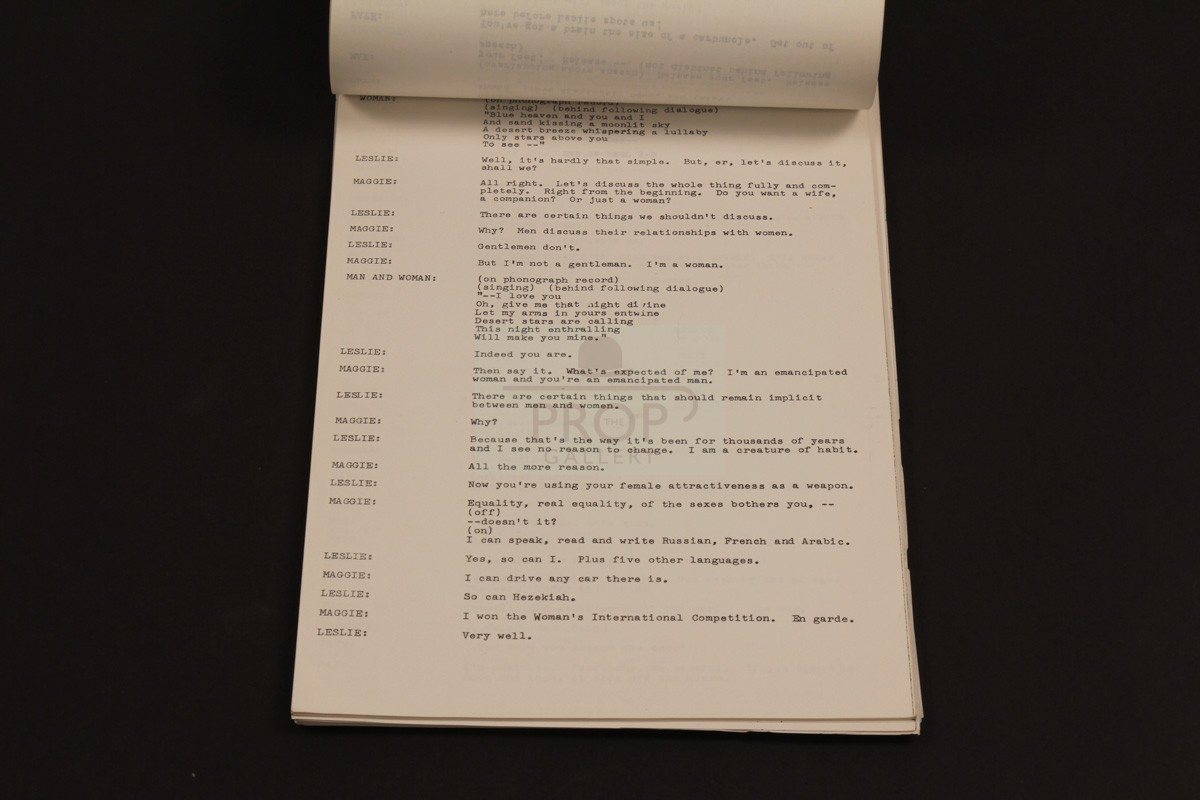 WOMAN:
(on phonograph record)
(singing) (behind following dialogue)
"Blue heaven and you and I
And sand kissing a moonlit sky
A desert breeze whispering a lullaby
Only stars above you
To see --"
LESLIE: Well, it's hardly that simple. But, er, let's discuss it,
shall we?
MAGGIE: All right. Let's discuss the whole thing fully and com-
pletely. Right from the beginning. Do you want a wife,
a companion? Or just a woman?
LESLIE: There are certain things we shouldn't discuss.
MAGGIE: Why? Men discuss their relationships with women.
LESLIE: Gentlemen don't.
MAGGIE: But I'm not a gentleman. I'm a woman.
MAN AND WOMAN: (on phonograph record)
(singing) (behind following dialogue)
"--I love you
Oh, give me that night divine
Let my arms in yours entwine
Desert stars are calling
This night enthralling
Will make you mine."
LESLIE: Indeed you are.
MAGGIE: Then say it. What's expected of me? I'm an emancipated
woman and you're an emancipated man.
LESLIE: There are certain things that should remain implicit
between men and women.
MAGGIE: Why?
LESLIE: Because that's the way it's been for thousands of years
and I see no reason to change. I am a creature of habit.
MAGGIE: All the more reason.
LESLIE: Now you're using your female attractiveness as a weapon.
MAGGIE: Equality, real equality, of the sexes bothers you, --
(off)
--doesn't it?
(on)
I can speak, read and write Russian, French and Arabic.
LESLIE: Yes, so can I. Plus five other languages.
MAGGIE: I can drive any car there is.
LESLIE: So can Hezekiah.
MAGGIE: I won the Woman's International Competition. En garde.
LESLIE: Very well.
THE
PROP
GALLERY